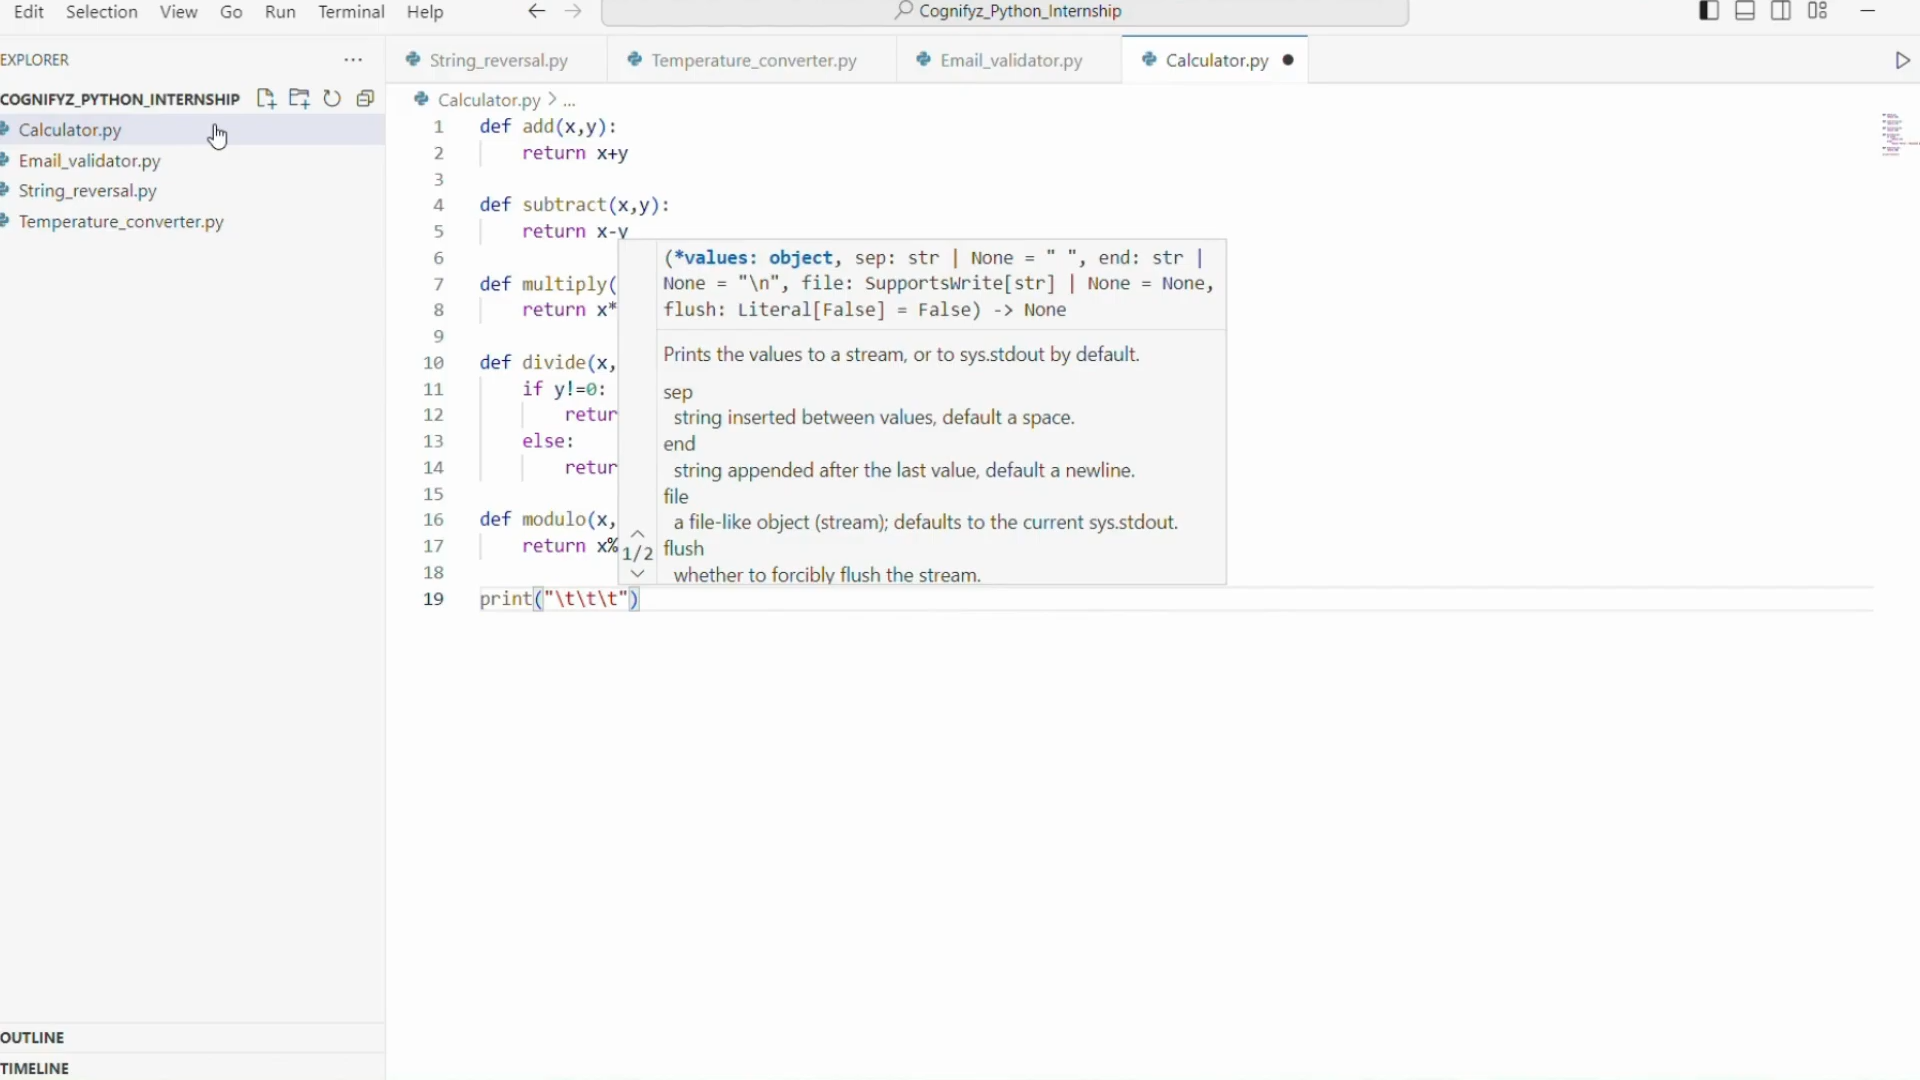 Edit Selection View Go Run Terminal Help
Cognifyz_Python_Internship
EXPLORER
COGNIFYZ_PYTHON_INTERNSHIP
Calculator.py
Email_validator.py
String_reversal.py
Temperature_converter.py
OUTLINE
TIMELINE
String_reversal.py Temperature_converter.py Email_validator.py Calculator.py
Calculator.py > ...
1 def add(x,y):
2 return x+y
3
4 def subtract(x,y):
5 return x-y
6
7 def multiply(
8 return x*
9
10 def divide(x,
11 if y!=0:
12 retur
13 else:
14 retur
15
16 def modulo(x,
17 return x%
18
19 print("\t\t\t")
(*values: object, sep: str | None = " ", end: str |
None = "\n", file: SupportsWrite[str] | None = None,
flush: Literal[False] = False) -> None
Prints the values to a stream, or to sys.stdout by default.
sep
string inserted between values, default a space.
end
string appended after the last value, default a newline.
file
a file-like object (stream); defaults to the current sys.stdout.
flush
whether to forcibly flush the stream.
1/2